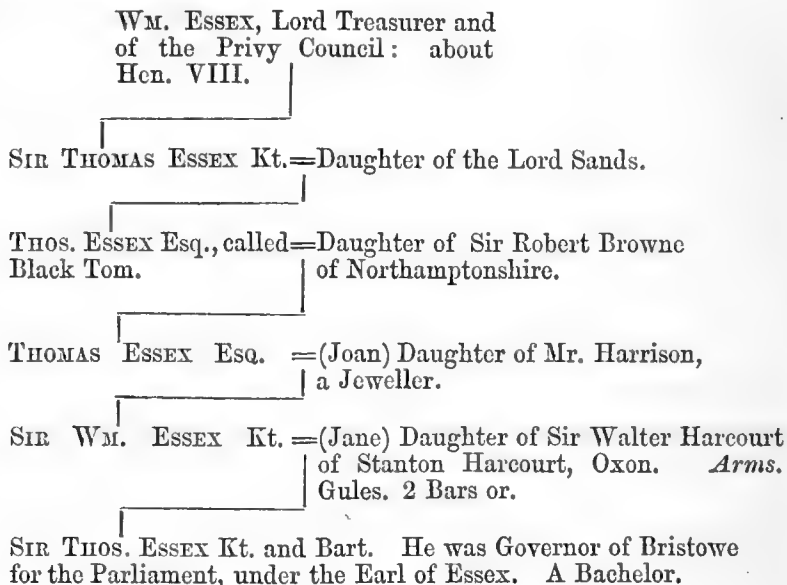 WM. ESSEX, Lord Treasurer and
of the Privy Council: about
Hen. VIII.
SIR THOMAS ESSEX Kt.=Daughter of the Lord Sands.
THOS. ESSEX Esq., called=Daughter of Sir Robert Browne
Black Tom. of Northamptonshire.
THOMAS ESSEX ESQ. =(Joan) Daughter of Mr. Harrison,
a Jeweller.
SIR WM. ESSEX Kt. =(Jane) Daughter of Sir Walter Harcourt
of Stanton Harcourt, Oxon. Arms.
Gules. 2 Bars or.
SIR THOS. ESSEX Kt. and Bart. He was Governor of Bristowe
for the Parliament, under the Earl of Essex. A Bachelor.